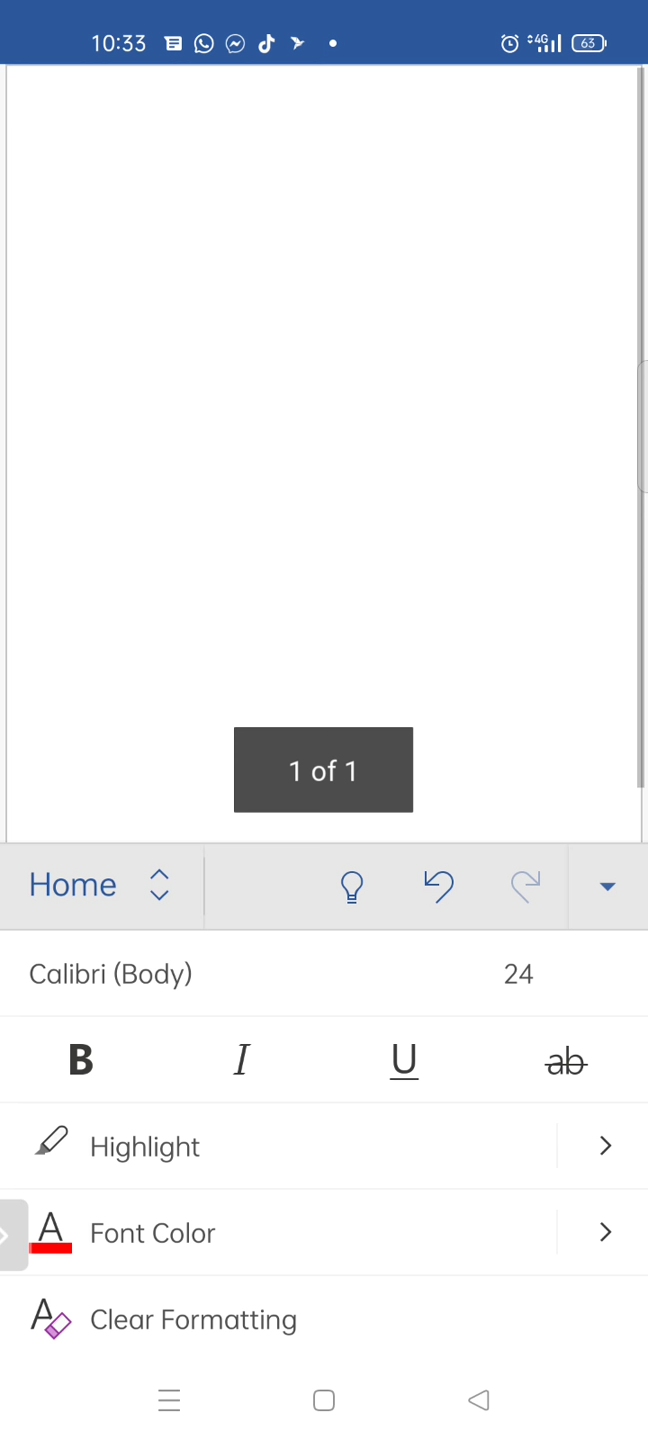 10:33 4G 63
1 of 1
Home
Calibri (Body) 24
B I U ab
Highlight
A Font Color
A Clear Formatting